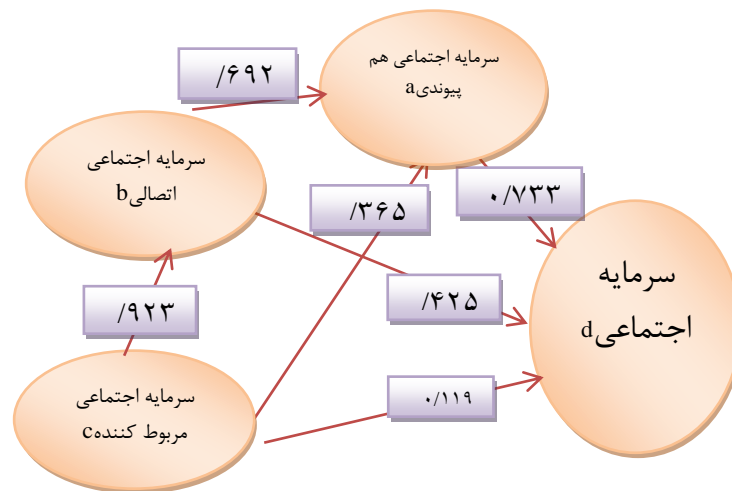 سرمایه اجتماعی هم
پیوندیa
/۶۹۲
سرمایه اجتماعی
اتصالیb
/۳۶۵
۰/۷۳۳
سرمایه
اجتماعیd
/۹۲۳
/۴۲۵
سرمایه اجتماعی
مربوط کنندهc
۰/۱۱۹